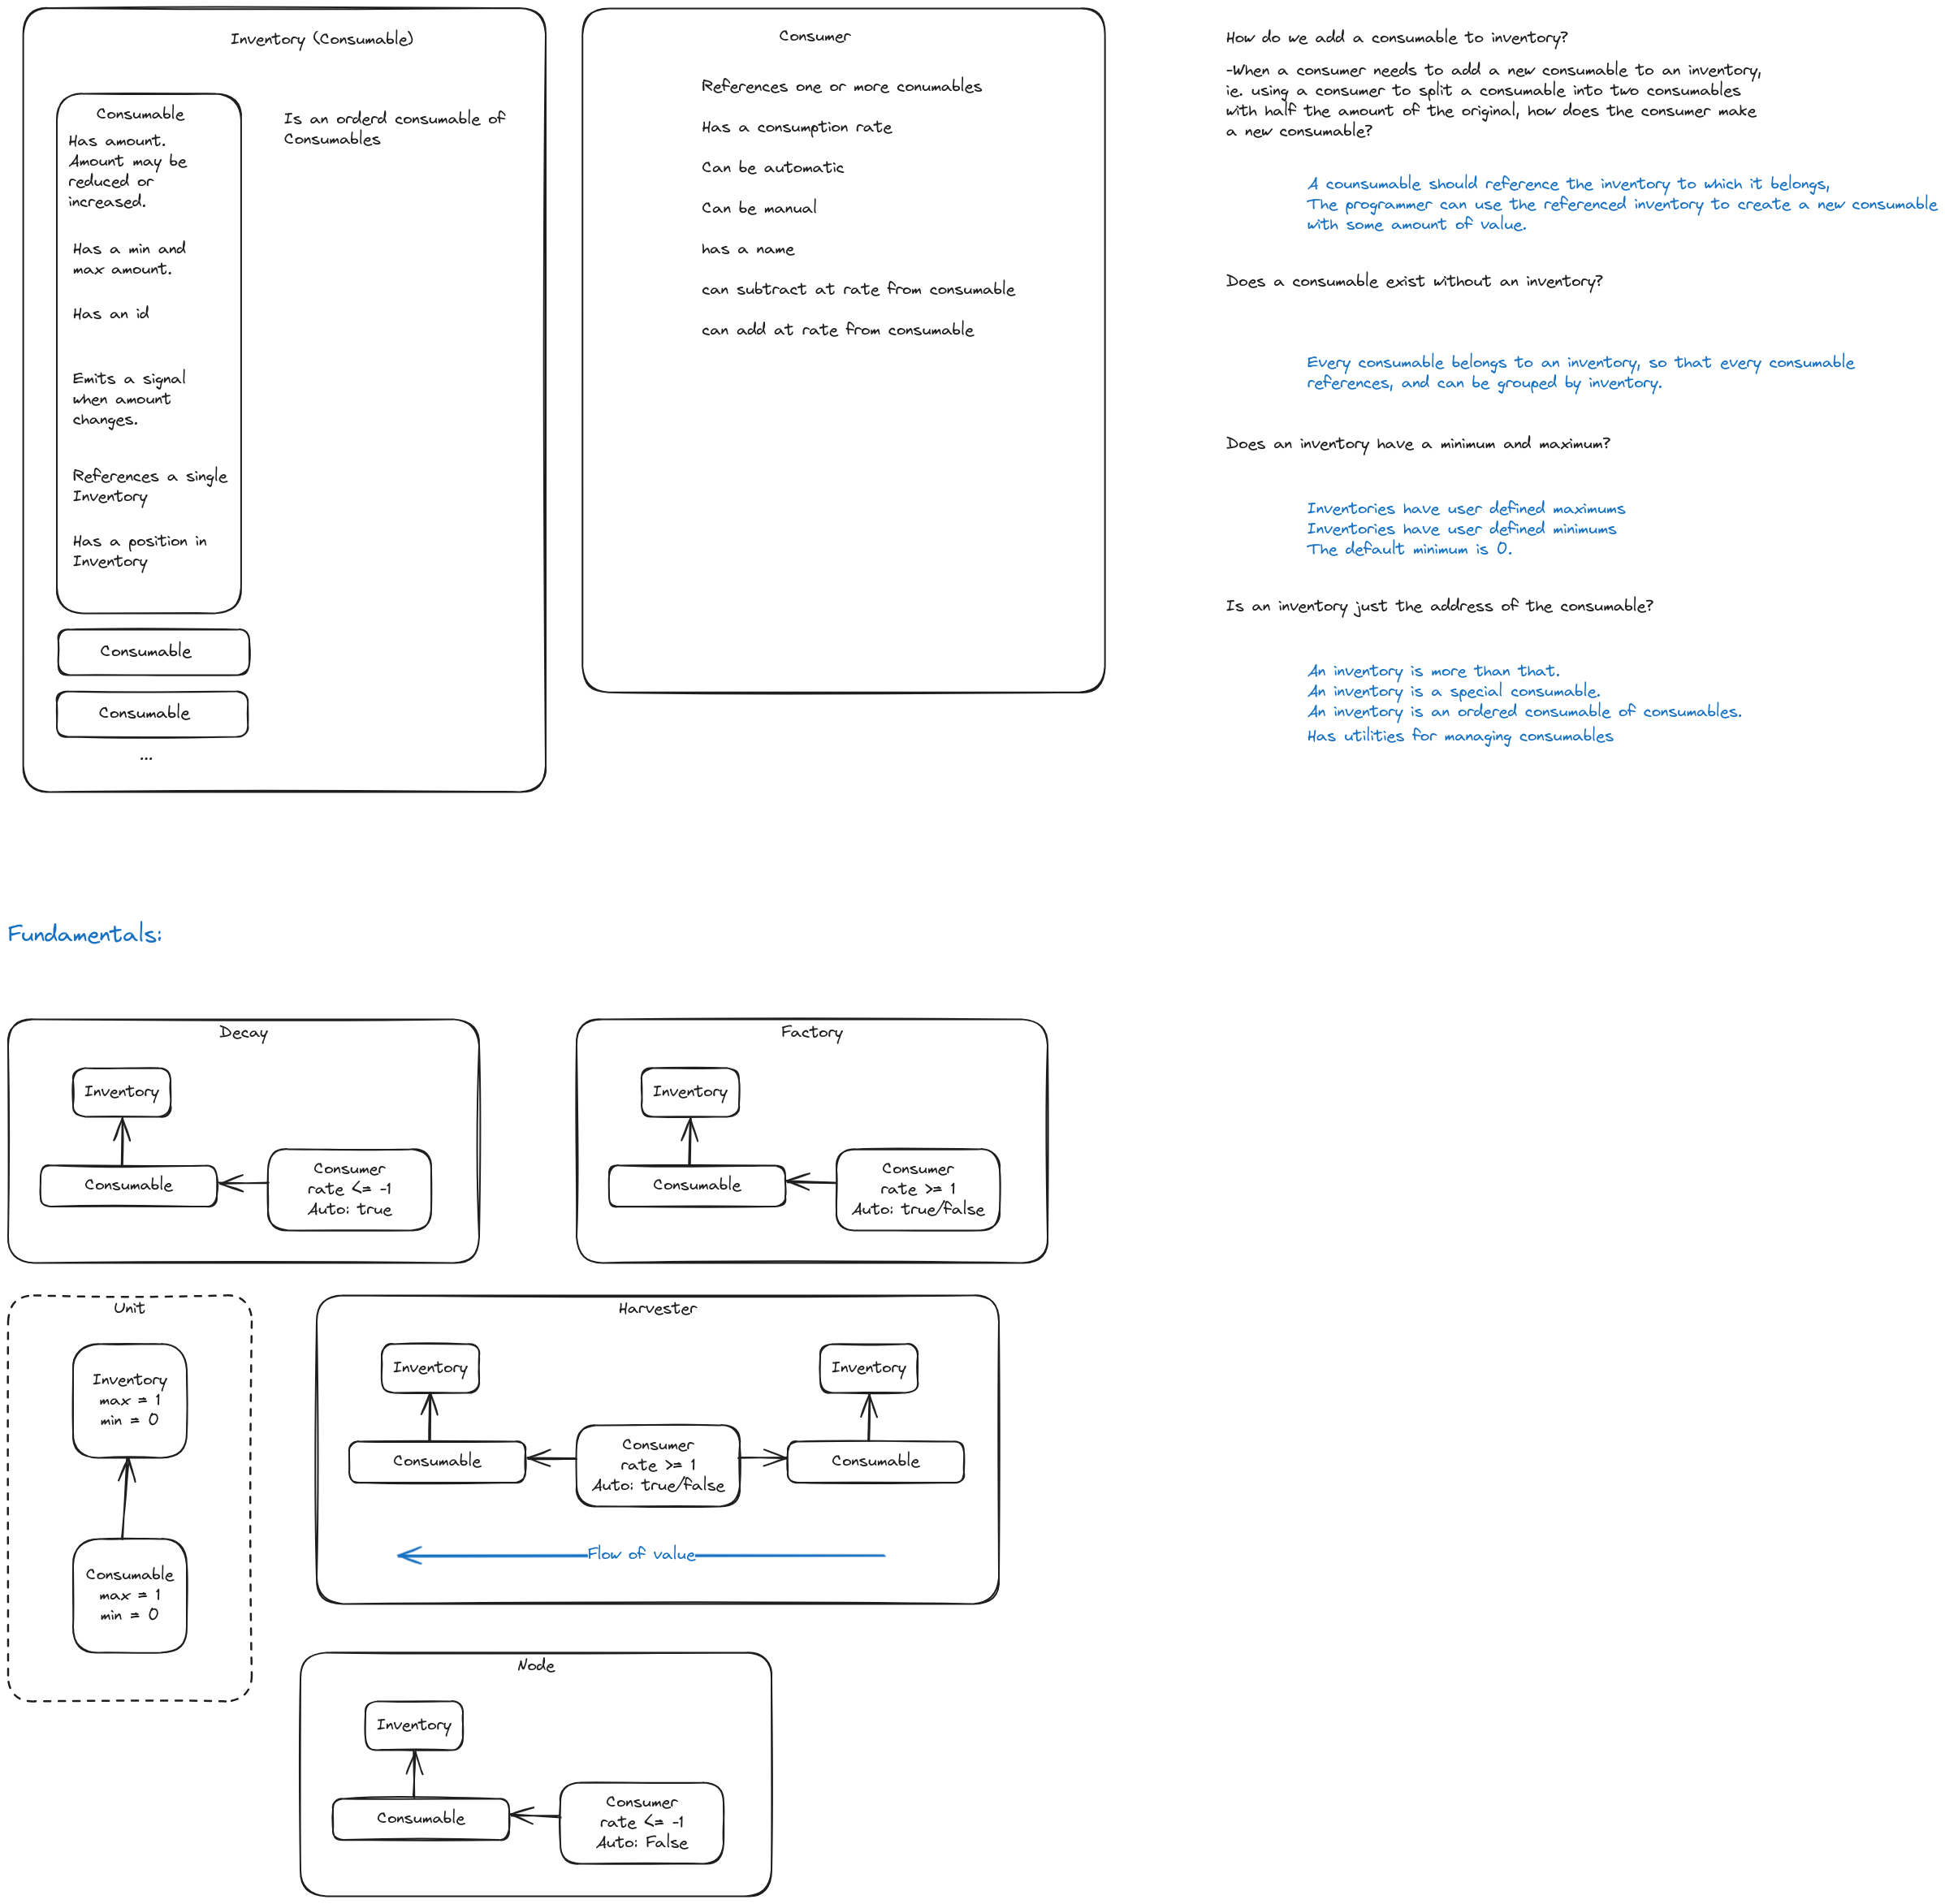 Inventory (Consumable)
Consumable
Has amount.
Amount may be
reduced or
increased.
Has a min and
max amount.
Has an id
Emits a signal
when amount
changes.
References a single
Inventory
Has a position in
Inventory
Is an orderd consumable of
Consumables
Consumable
Consumable
...
Consumer
References one or more conumables
Has a consumption rate
Can be automatic
Can be manual
has a name
can subtract at rate from consumable
can add at rate from consumable
How do we add a consumable to inventory?
-When a consumer needs to add a new consumable to an inventory,
ie. using a consumer to split a consumable into two consumables
with half the amount of the original, how does the consumer make
a new consumable?
A counsumable should reference the inventory to which it belongs,
The programmer can use the referenced inventory to create a new consumable
with some amount of value.
Does a consumable exist without an inventory?
Every consumable belongs to an inventory, so that every consumable
references, and can be grouped by inventory.
Does an inventory have a minimum and maximum?
Inventories have user defined maximums
Inventories have user defined minimums
The default minimum is 0.
Is an inventory just the address of the consumable?
An inventory is more than that.
An inventory is a special consumable.
An inventory is an ordered consumable of consumables.
Has utilities for managing consumables
Fundamentals:
Decay
Inventory
Consumable
Consumer
rate <= -1
Auto: true
Factory
Inventory
Consumable
Consumer
rate >= 1
Auto: true/false
Unit
Inventory
max = 1
min = 0
Consumable
max = 1
min = 0
Harvester
Inventory
Inventory
Consumable
Consumer
rate >= 1
Auto: true/false
Consumable
Flow of value
Node
Inventory
Consumable
Consumer
rate <= -1
Auto: False